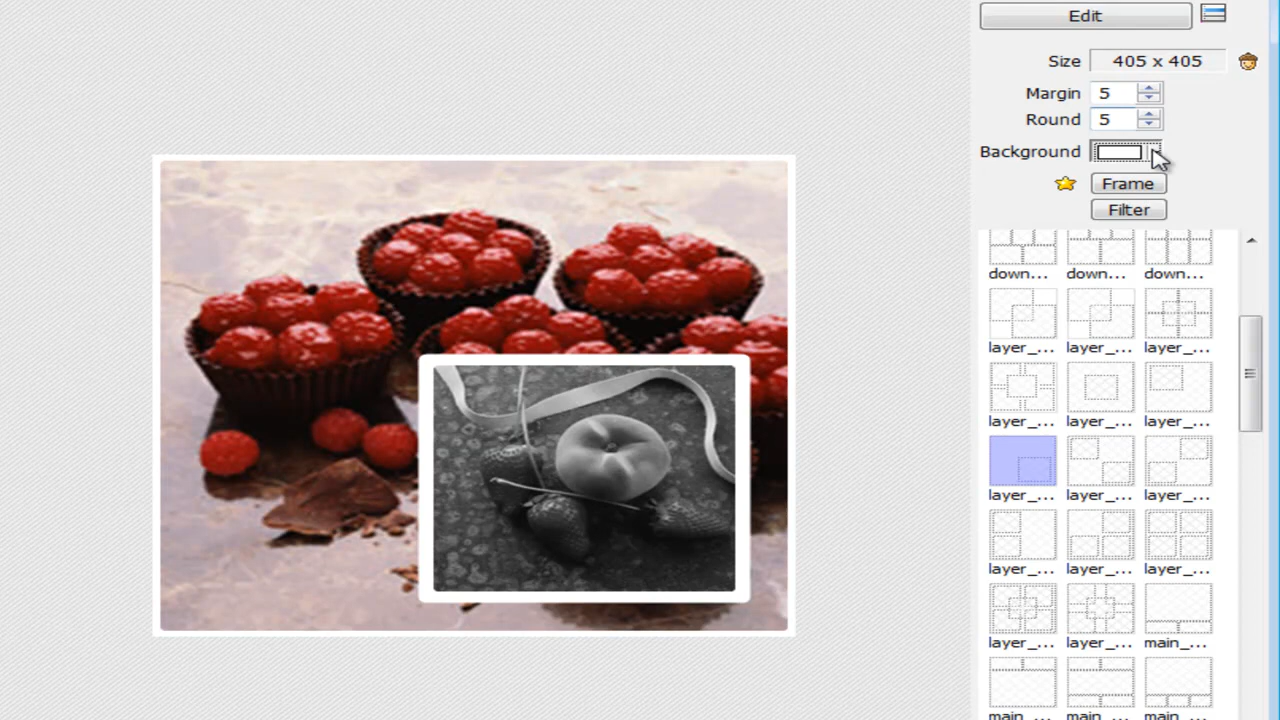 Edit
Size 405 x 405
Margin 5
Round 5
Background
Frame
Filter
down... down... down...
layer_... layer_... layer_...
layer_... layer_... layer_...
layer_... layer_... layer_...
layer_... layer_... layer_...
layer_... layer_... main_...
main_... main_... main_...